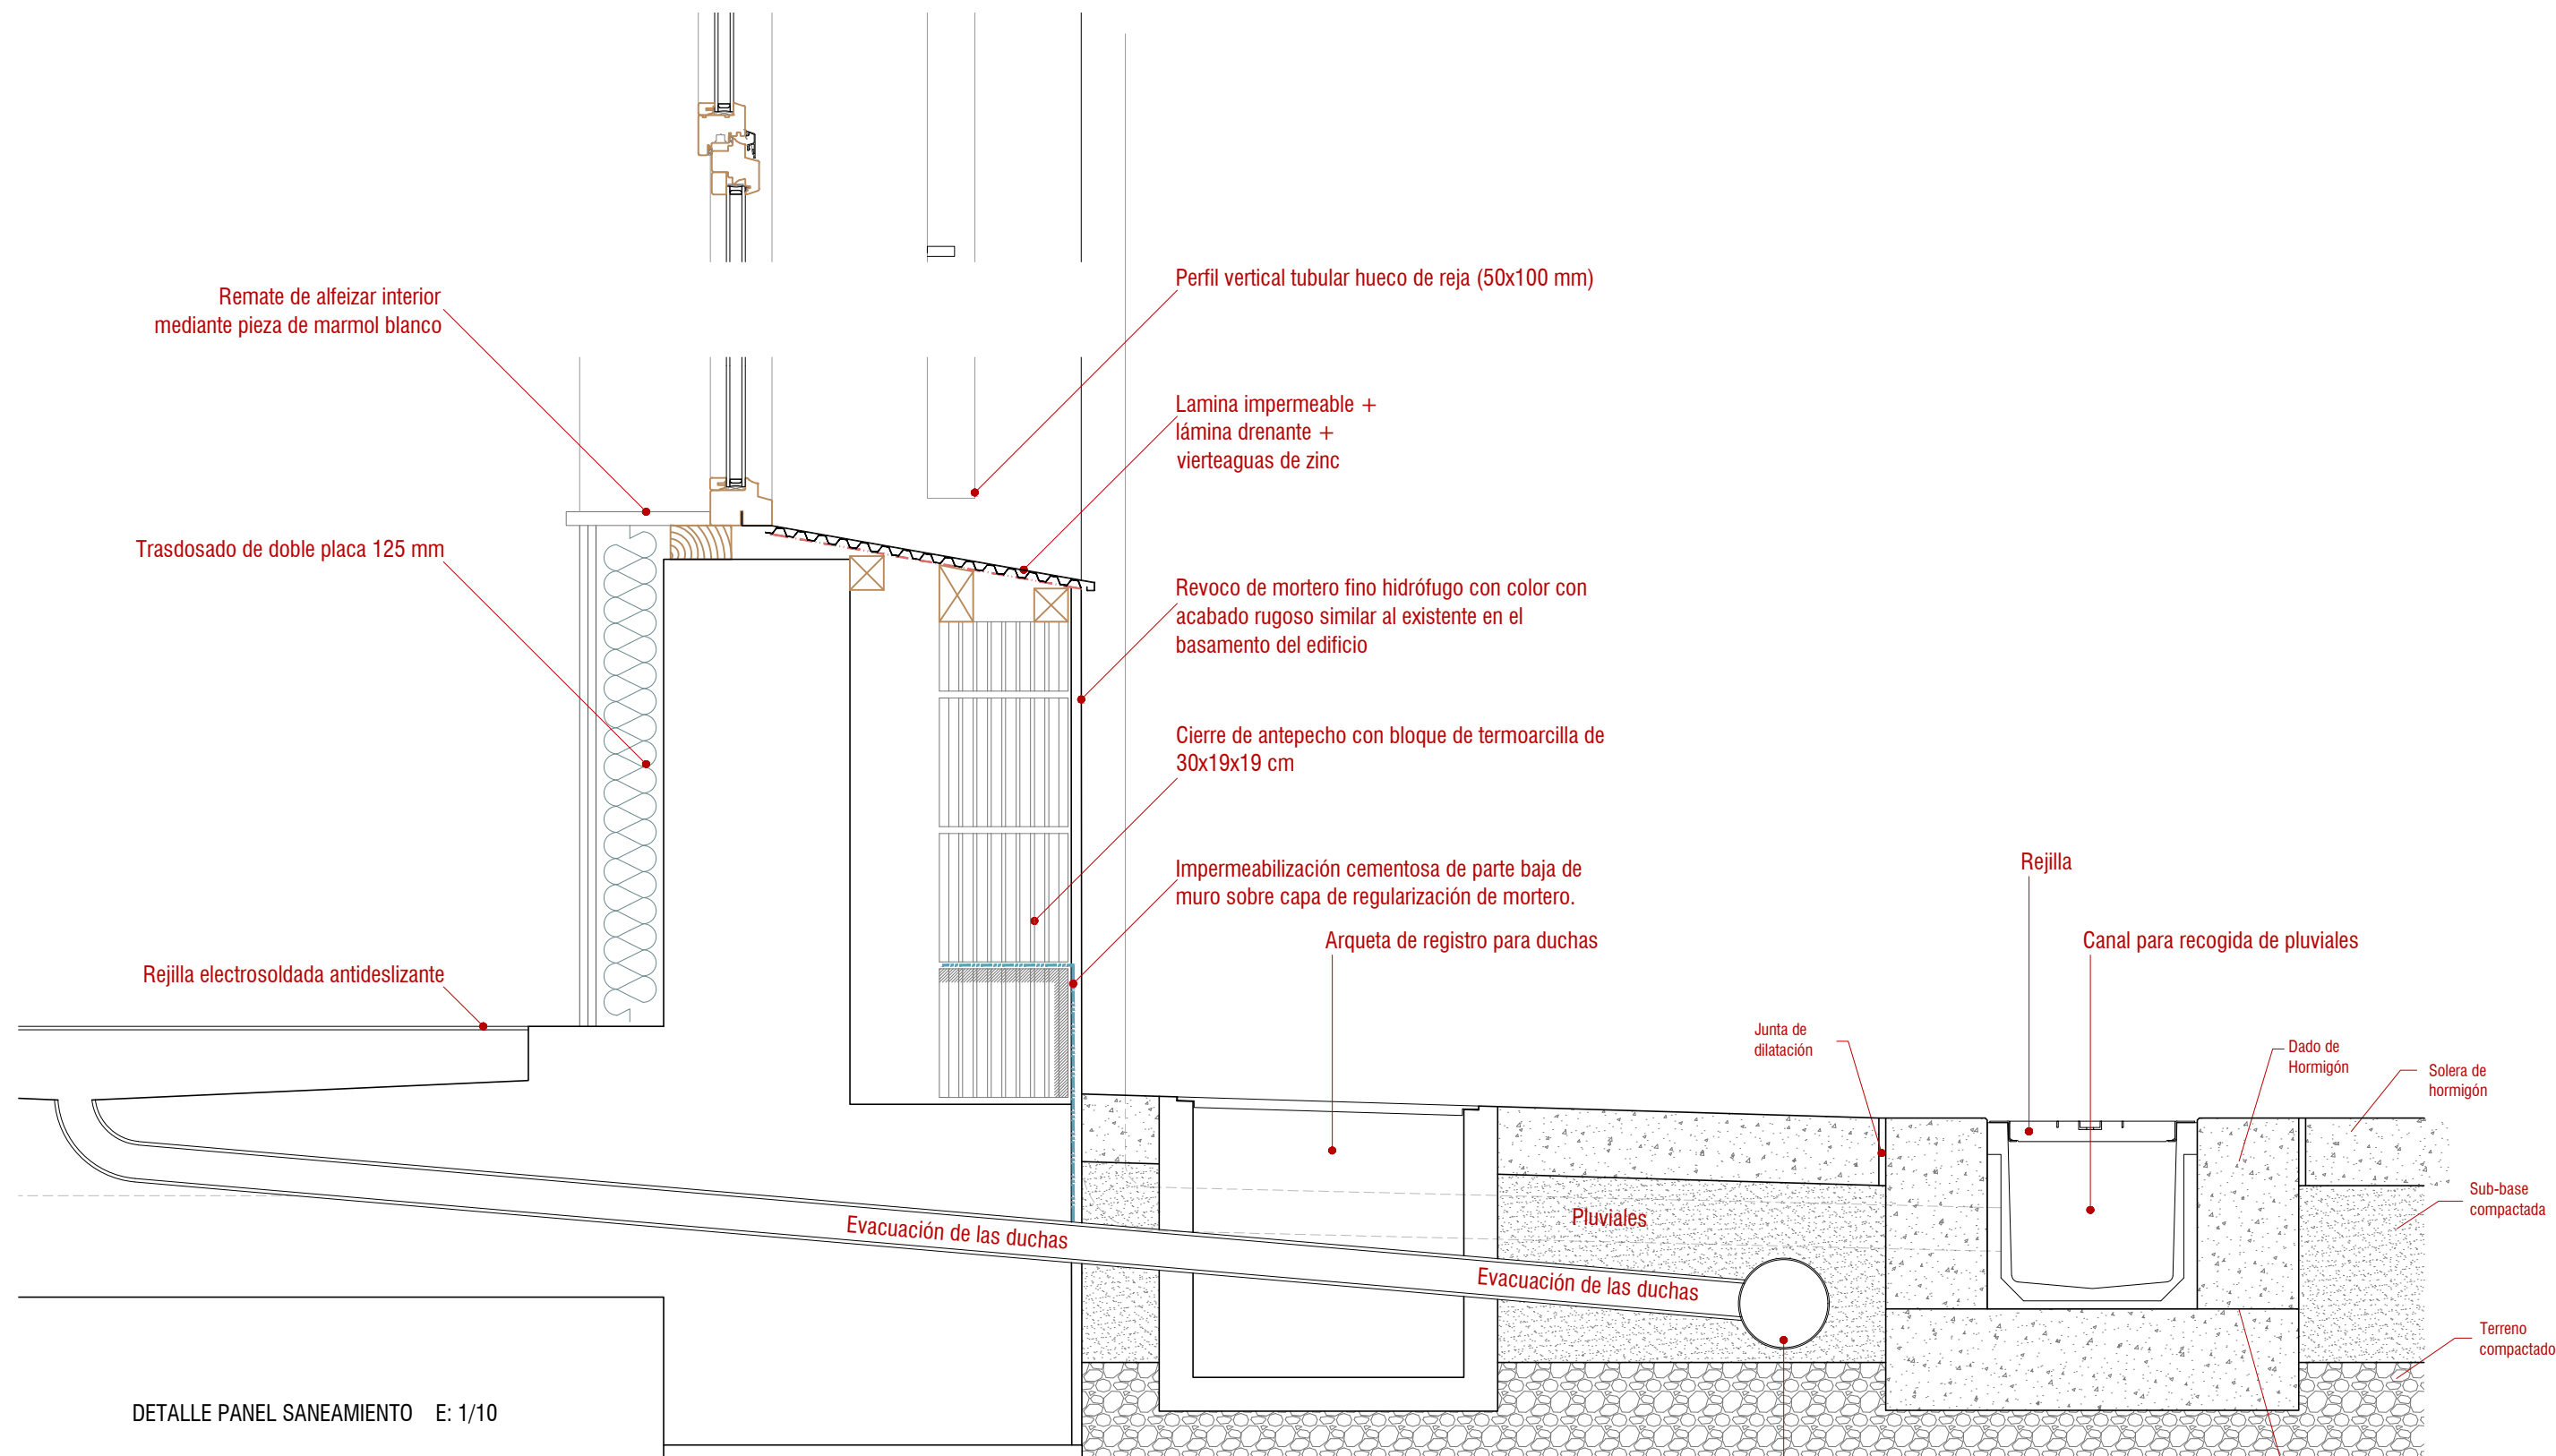 Perfil vertical tubular hueco de reja (50x100 mm)
Remate de alfeizar interior
mediante pieza de marmol blanco
Lamina impermeable +
lámina drenante +
vierteaguas de zinc
Trasdosado de doble placa 125 mm
Revoco de mortero fino hidrófugo con color con
acabado rugoso similar al existente en el
basamento del edificio
Cierre de antepecho con bloque de termoarcilla de
30x19x19 cm
Impermeabilización cementosa de parte baja de
muro sobre capa de regularización de mortero.
Rejilla
Arqueta de registro para duchas
Canal para recogida de pluviales
Rejilla electrosoldada antideslizante
Junta de
dilatación
Dado de
Hormigón
Solera de
hormigón
Sub-base
compactada
Pluviales
Evacuación de las duchas
Evacuación de las duchas
Terreno
compactado
DETALLE PANEL SANEAMIENTO E: 1/10